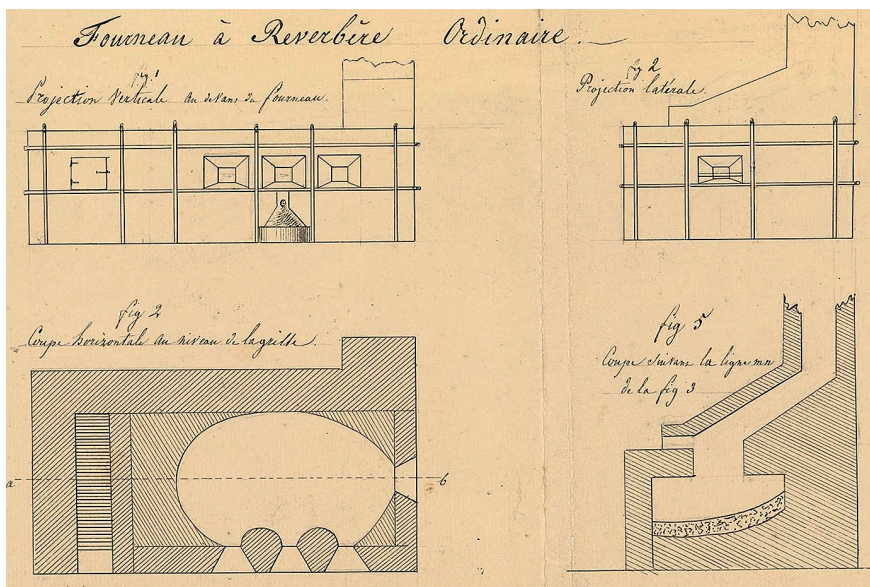 Fourneau à Reverbère Ordinaire.
fig. 1
Projection Verticale au devant du fourneau.
fig 2
Projection latérale.
fig 2
Coupe horizontale au niveau de la grille.
a
b
fig 5
Coupe suivant la ligne mn
de la fig 3